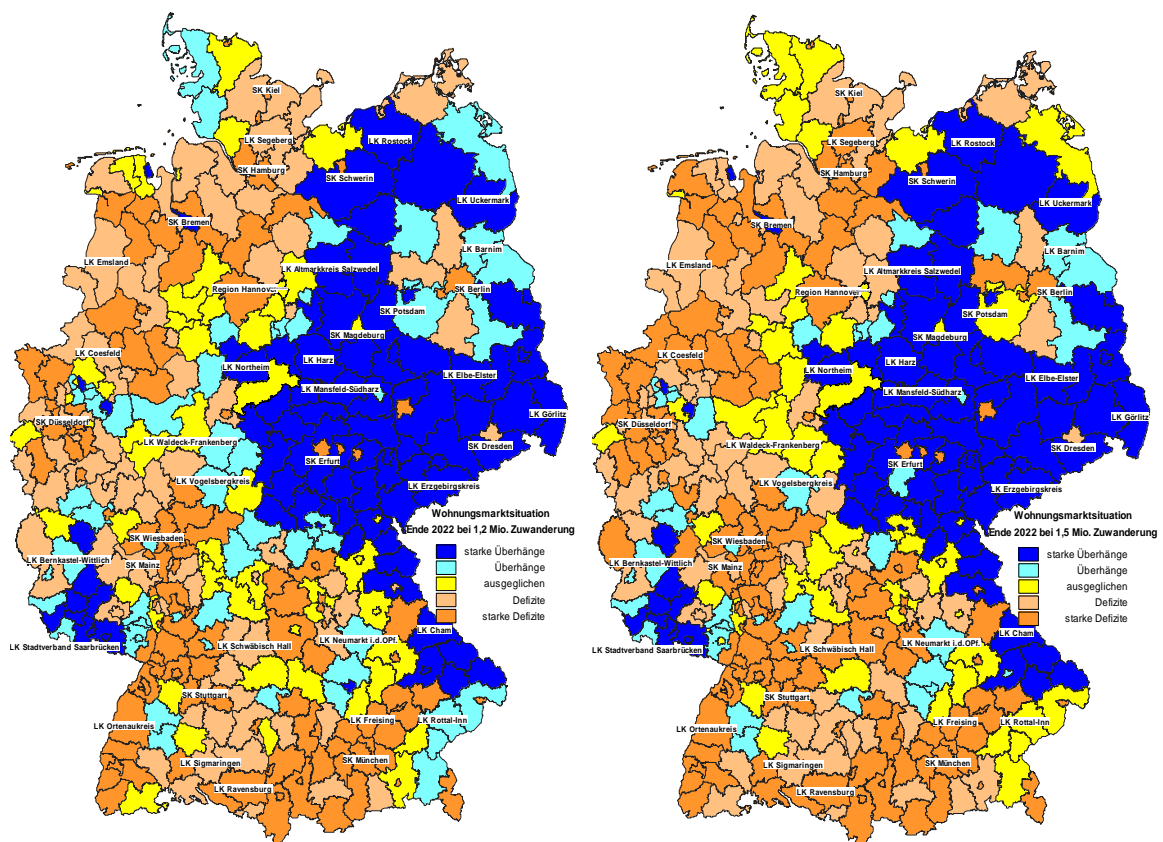 SK Kiel
LK Segeberg
LK Rostock
SK Hamburg
SK Schwerin
LK Uckermark
SK Bremen
LK Barnim
LK Emsland
LK Altmarkkreis Salzwedel
Region Hannover
SK Berlin
SK Potsdam
SK Magdeburg
LK Coesfeld
LK Harz
LK Northeim
LK Elbe-Elster
LK Mansfeld-Südharz
LK Görlitz
SK Düsseldorf
LK Waldeck-Frankenberg
SK Dresden
SK Erfurt
LK Vogelsbergkreis
LK Erzgebirgskreis
Wohnungsmarktsituation
Ende 2022 bei 1,2 Mio. Zuwanderung
SK Wiesbaden
starke Überhänge
LK Bernkastel-Wittlich
SK Mainz
Überhänge
ausgeglichen
Defizite
starke Defizite
LK Cham
LK Neumarkt i.d.OPf.
LK Stadtverband Saarbrücken
LK Schwäbisch Hall
SK Stuttgart
LK Ortenaukreis
LK Freising
LK Rottal-Inn
LK Sigmaringen
SK München
LK Ravensburg
SK Kiel
LK Segeberg
LK Rostock
SK Hamburg
SK Schwerin
LK Uckermark
SK Bremen
LK Barnim
LK Emsland
LK Altmarkkreis Salzwedel
Region Hannover
SK Berlin
SK Potsdam
SK Magdeburg
LK Coesfeld
LK Harz
LK Northeim
LK Elbe-Elster
LK Mansfeld-Südharz
LK Görlitz
SK Düsseldorf
LK Waldeck-Frankenberg
SK Dresden
SK Erfurt
LK Vogelsbergkreis
LK Erzgebirgskreis
Wohnungsmarktsituation
Ende 2022 bei 1,5 Mio. Zuwanderung
SK Wiesbaden
starke Überhänge
LK Bernkastel-Wittlich
SK Mainz
Überhänge
ausgeglichen
Defizite
starke Defizite
LK Cham
LK Neumarkt i.d.OPf.
LK Stadtverband Saarbrücken
LK Schwäbisch Hall
SK Stuttgart
LK Ortenaukreis
LK Freising
LK Rottal-Inn
LK Sigmaringen
SK München
LK Ravensburg